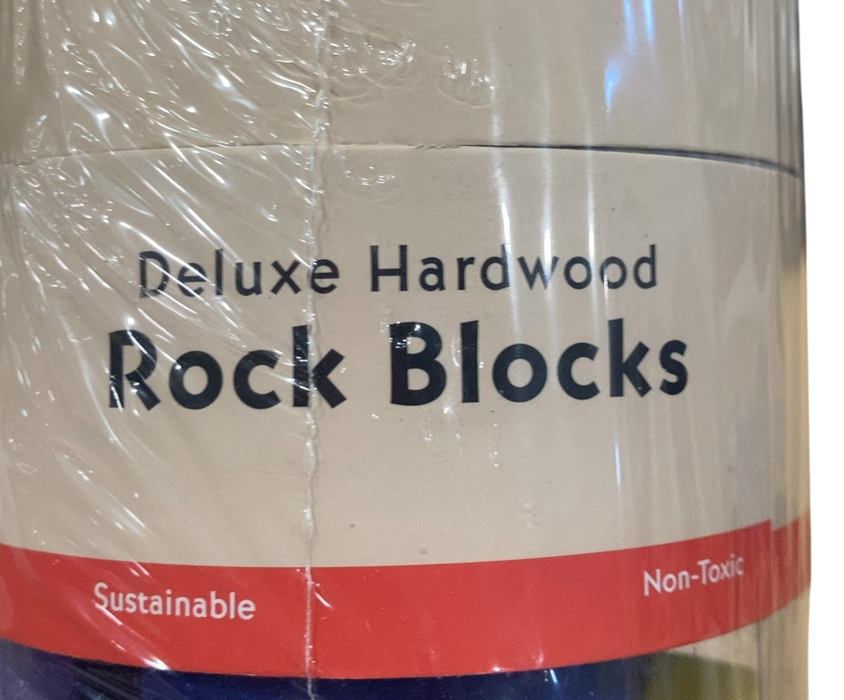 Deluxe Hardwood
Rock Blocks
Sustainable
Non-Toxic